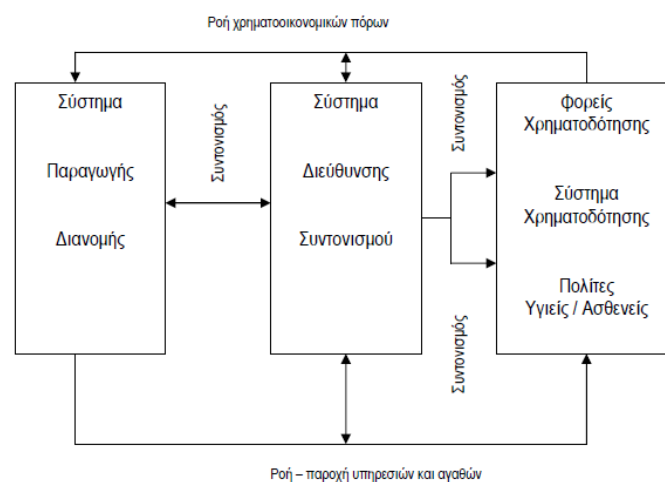 Ροή χρηματοοικονομικών πόρων
Σύστημα
Παραγωγής
Διανομής
Συντονισμός
Σύστημα
Διεύθυνσης
Συντονισμού
Συντονισμός
Συντονισμός
Φορείς
Χρηματοδότησης
Σύστημα
Χρηματοδότησης
Πολίτες
Υγιείς / Ασθενείς
Ροή – παροχή υπηρεσιών και αγαθών